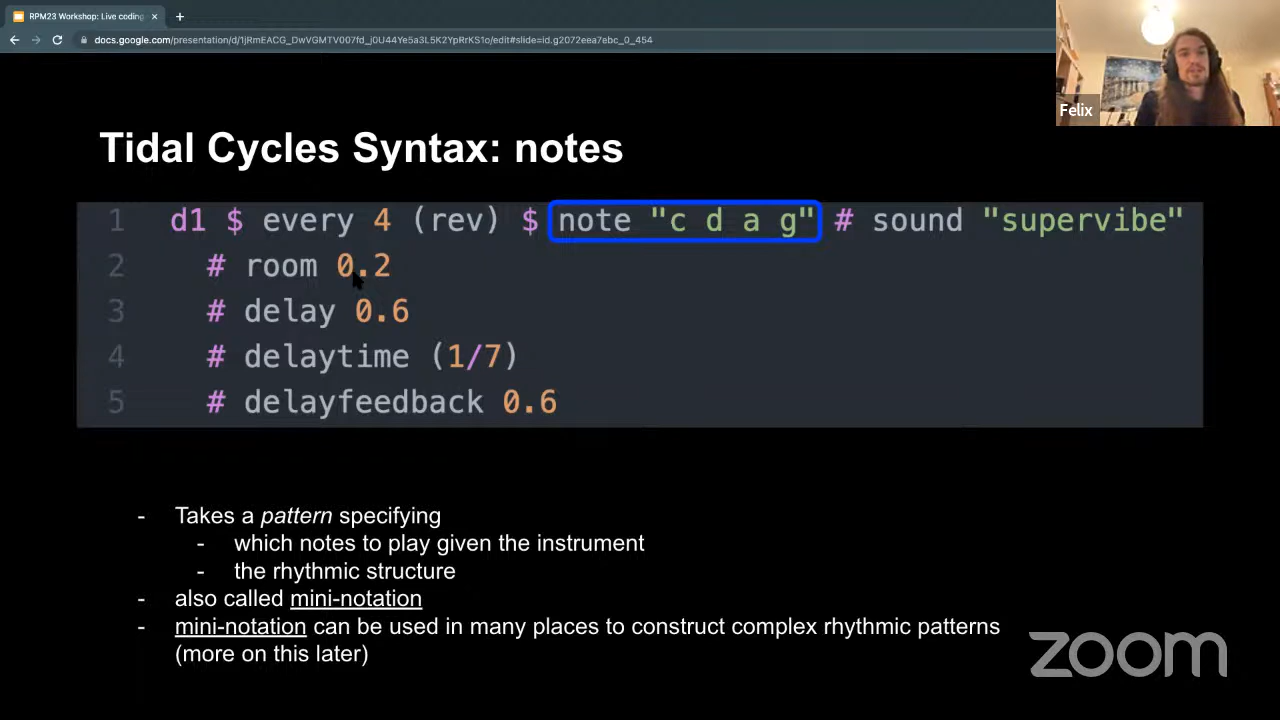 RPM23 Workshop: Live coding
docs.google.com/presentation/d/1jRmEACG_DwVGMTV007fd_j0U44Ye5a3L5K2YpRrKS1o/edit#slide=id.g2072eea7ebc_0_454
Felix
Tidal Cycles Syntax: notes
1 d1 $ every 4 (rev) $ note "c d a g" # sound "supervibe"
2 # room 0.2
3 # delay 0.6
4 # delaytime (1/7)
5 # delayfeedback 0.6
- Takes a pattern specifying
- which notes to play given the instrument
- the rhythmic structure
- also called mini-notation
- mini-notation can be used in many places to construct complex rhythmic patterns
(more on this later)
zoom